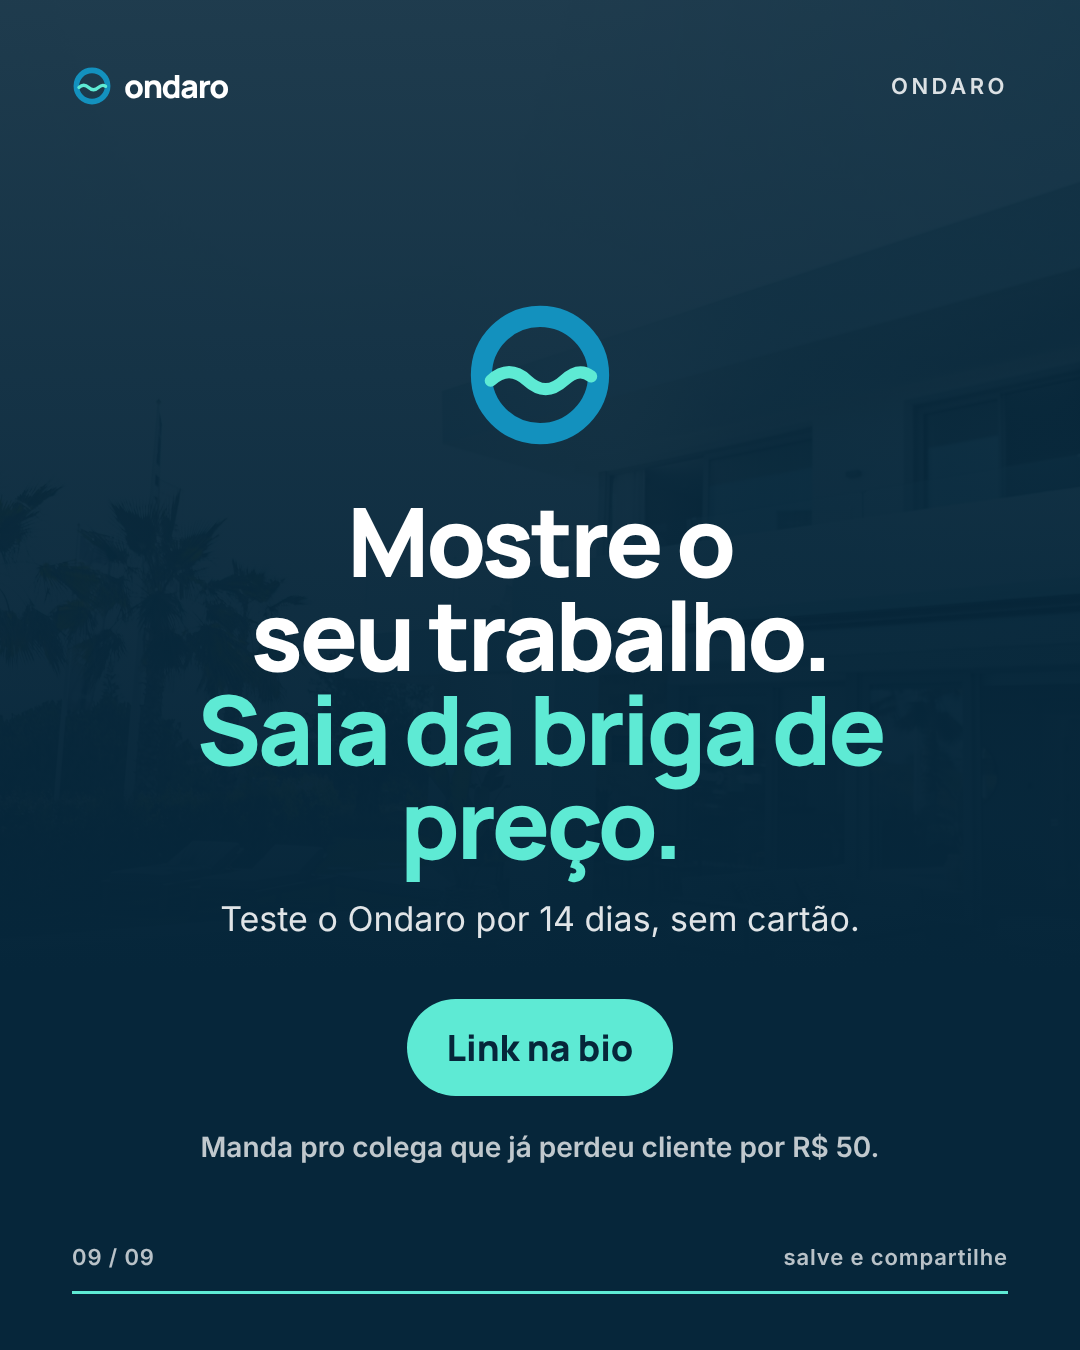 ondaro
ONDARO
Mostre o
seu trabalho.
Saia da briga de
preço.
Teste o Ondaro por 14 dias, sem cartão.
Link na bio
Manda pro colega que já perdeu cliente por R$ 50.
09 / 09
salve e compartilhe